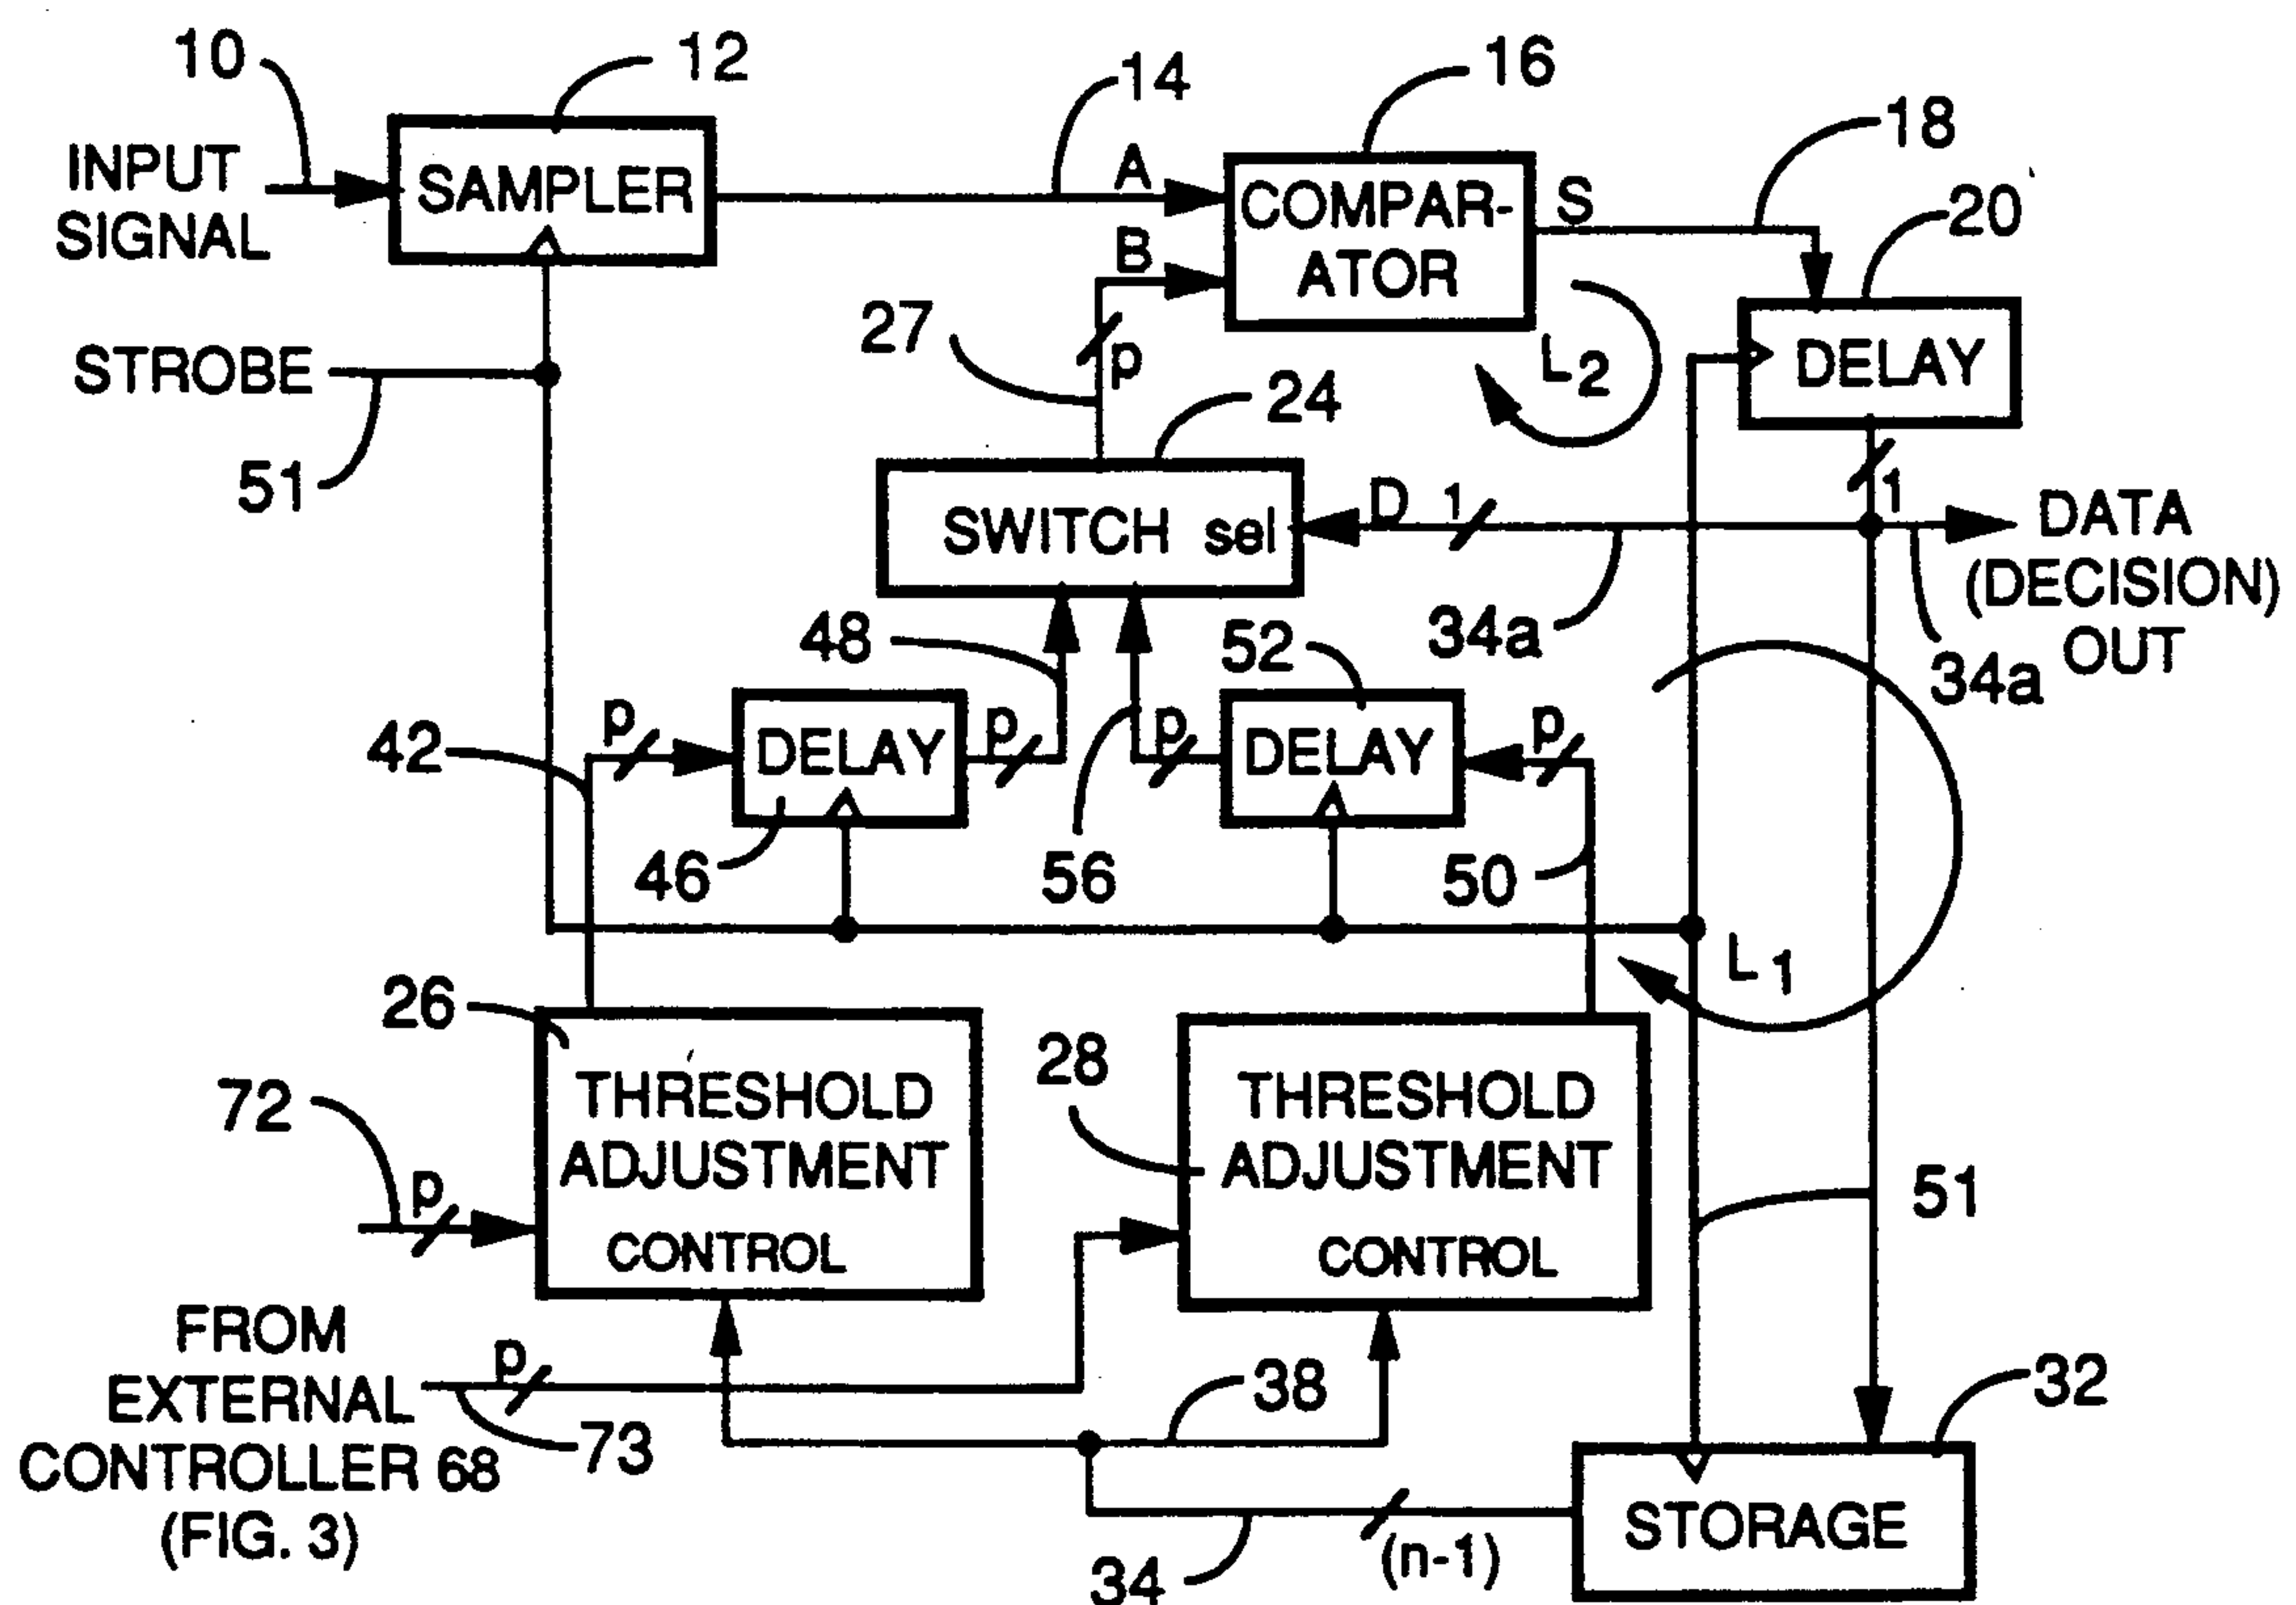 10
12
14
16
18
20
INPUT
SIGNAL
SAMPLER
A
B
COMPAR-
ATOR
S
27
p
L2
DELAY
STROBE
51
24
SWITCH sel
D 1
1
34a
34a
DATA
(DECISION)
OUT
48
52
42
p
DELAY
p
p
DELAY
p
46
56
50
L1
26
28
THRESHOLD
ADJUSTMENT
CONTROL
THRESHOLD
ADJUSTMENT
CONTROL
72
p
51
FROM
EXTERNAL
CONTROLLER 68
(FIG. 3)
p
73
38
32
STORAGE
34
(n-1)